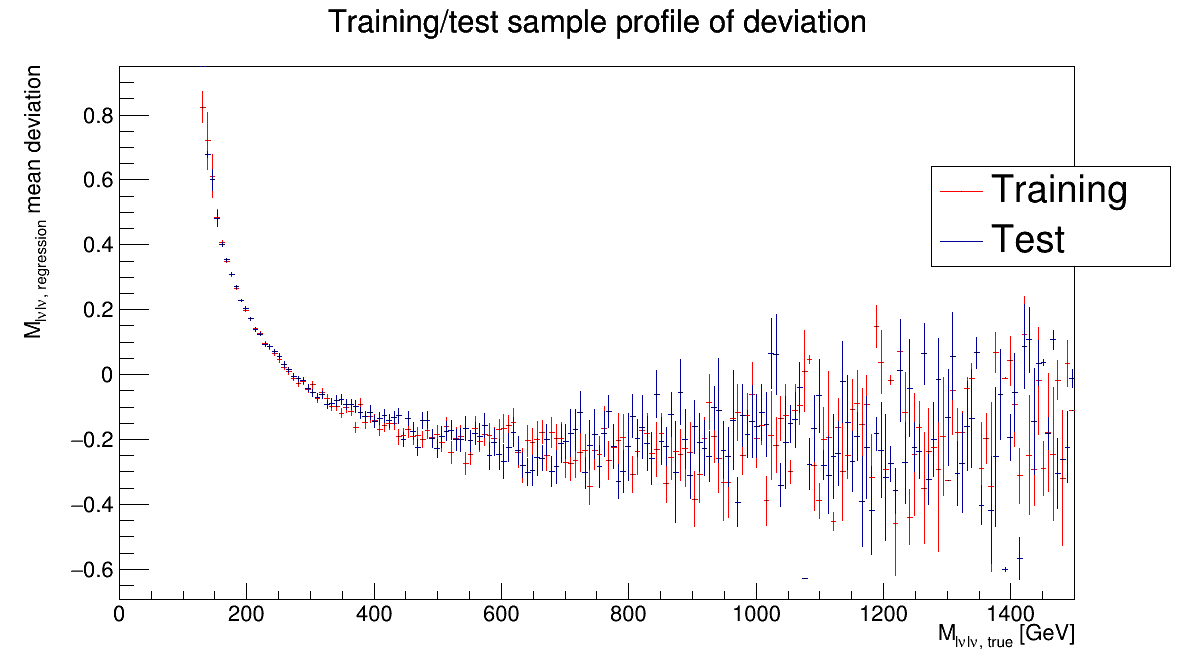 Training/test sample profile of deviation
M_lνlν, regression mean deviation
0.8
0.6
0.4
0.2
0
−0.2
−0.4
−0.6
Training
Test
0 200 400 600 800 1000 1200 1400
M_lνlν, true [GeV]